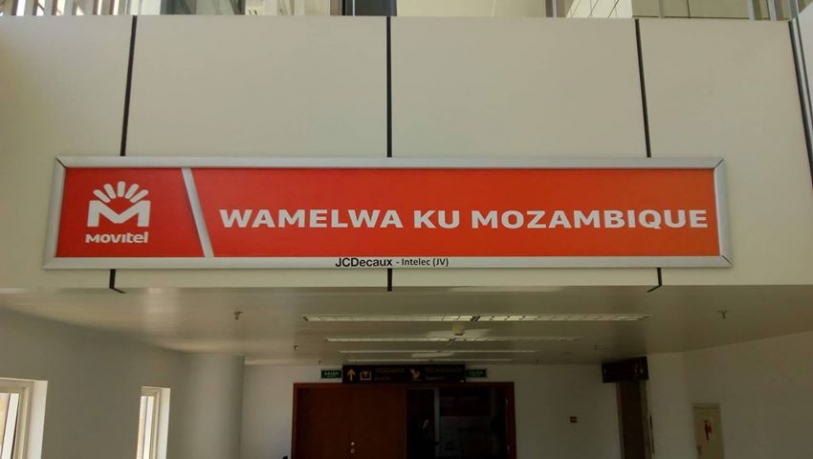 MOVITEL
WAMELWA KU MOZAMBIQUE
JCDecaux - Intelec (JV)